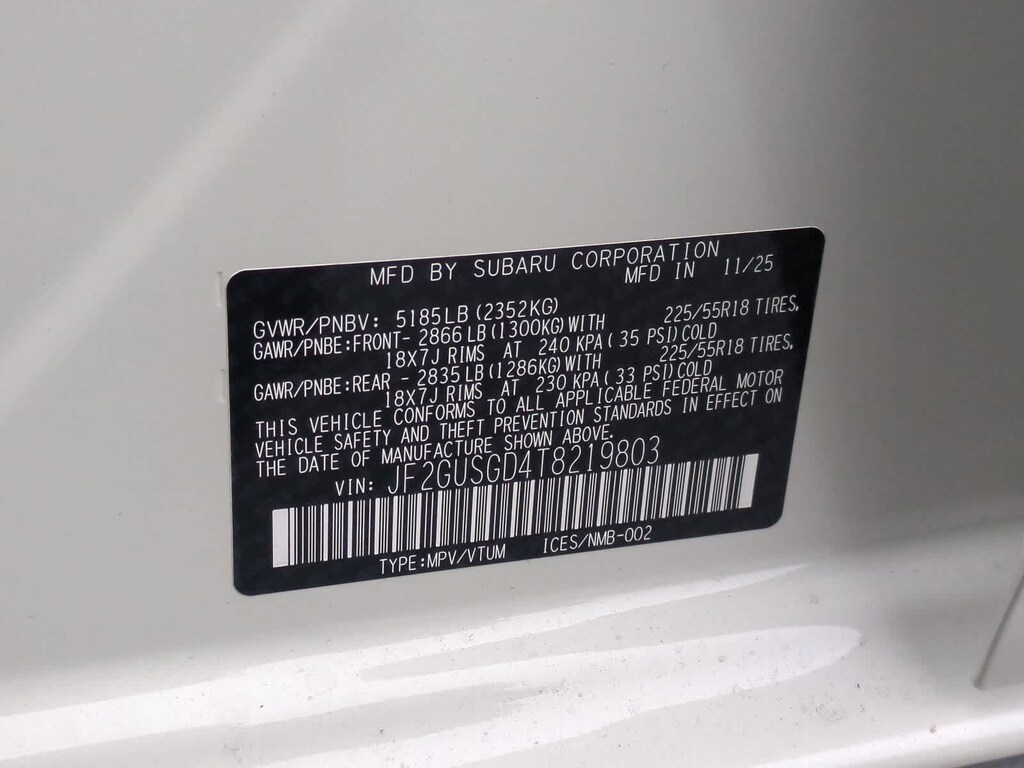 MFD BY SUBARU CORPORATION
MFD IN 11/25
GVWR/PNBV: 5185LB(2352KG)
GAWR/PNBE:FRONT- 2866LB(1300KG)WITH 225/55R18 TIRES,
18X7J RIMS AT 240 KPA( 35 PSI)COLD
GAWR/PNBE:REAR - 2835LB(1286KG)WITH 225/55R18 TIRES,
18X7J RIMS AT 230 KPA( 33 PSI)COLD
THIS VEHICLE CONFORMS TO ALL APPLICABLE FEDERAL MOTOR
VEHICLE SAFETY AND THEFT PREVENTION STANDARDS IN EFFECT ON
THE DATE OF MANUFACTURE SHOWN ABOVE.
VIN: JF2GUSGD4T8219803
TYPE:MPV/VTUM ICES/NMB-002